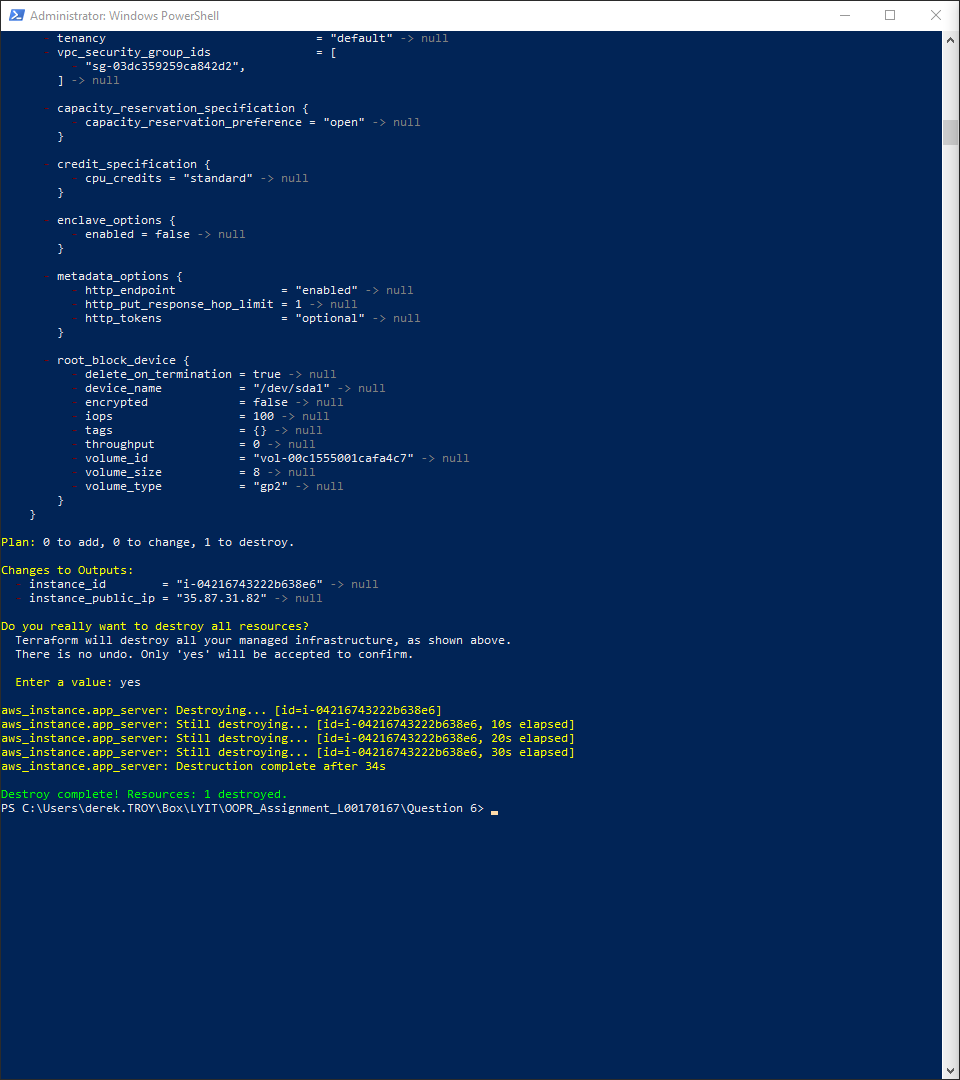 Administrator: Windows PowerShell
- tenancy = "default" -> null
- vpc_security_group_ids = [
- "sg-03dc359259ca842d2",
] -> null
- capacity_reservation_specification {
- capacity_reservation_preference = "open" -> null
}
- credit_specification {
- cpu_credits = "standard" -> null
}
- enclave_options {
- enabled = false -> null
}
- metadata_options {
- http_endpoint = "enabled" -> null
- http_put_response_hop_limit = 1 -> null
- http_tokens = "optional" -> null
}
- root_block_device {
- delete_on_termination = true -> null
- device_name = "/dev/sda1" -> null
- encrypted = false -> null
- iops = 100 -> null
- tags = {} -> null
- throughput = 0 -> null
- volume_id = "vol-00c1555001cafa4c7" -> null
- volume_size = 8 -> null
- volume_type = "gp2" -> null
}
}
Plan: 0 to add, 0 to change, 1 to destroy.
Changes to Outputs:
- instance_id = "i-04216743222b638e6" -> null
- instance_public_ip = "35.87.31.82" -> null
Do you really want to destroy all resources?
Terraform will destroy all your managed infrastructure, as shown above.
There is no undo. Only 'yes' will be accepted to confirm.
Enter a value: yes
aws_instance.app_server: Destroying... [id=i-04216743222b638e6]
aws_instance.app_server: Still destroying... [id=i-04216743222b638e6, 10s elapsed]
aws_instance.app_server: Still destroying... [id=i-04216743222b638e6, 20s elapsed]
aws_instance.app_server: Still destroying... [id=i-04216743222b638e6, 30s elapsed]
aws_instance.app_server: Destruction complete after 34s
Destroy complete! Resources: 1 destroyed.
PS C:\Users\derek.TROY\Box\LYIT\OOPR_Assignment_L00170167\Question 6>